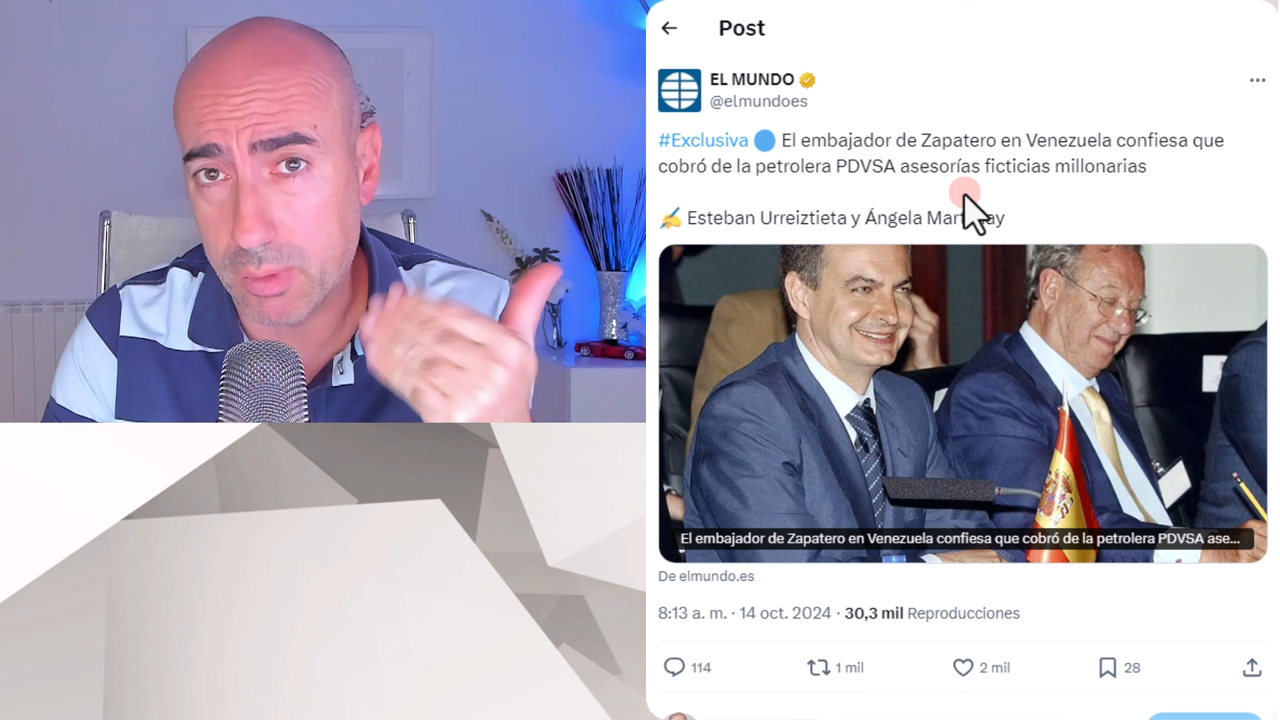 Post
EL MUNDO
@elmundoes
#Exclusiva El embajador de Zapatero en Venezuela confiesa que
cobró de la petrolera PDVSA asesorías ficticias millonarias
Esteban Urreiztieta y Ángela
El embajador de Zapatero en Venezuela confiesa que cobró de la petrolera PDVSA ase...
De elmundo.es
8:13 a. m. · 14 oct. 2024 · 30,3 mil Reproducciones
114
1 mil
2 mil
28